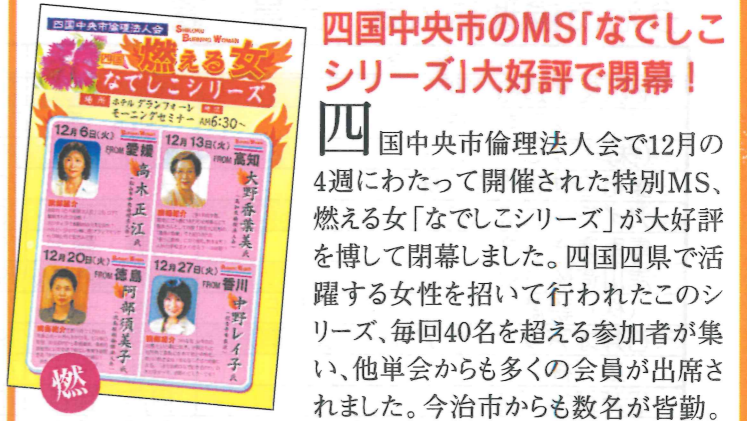 四国中央市のMS「なでしこ
シリーズ」大好評で閉幕！
四国中央市倫理法人会で12月の
4週にわたって開催された特別MS、
燃える女「なでしこシリーズ」が大好評
を博して閉幕しました。四国四県で活
躍する女性を招いて行われたこのシ
リーズ、毎回40名を超える参加者が集
い、他単会からも多くの会員が出席さ
れました。今治市からも数名が皆勤。
四国中央市倫理法人会
SHIKOKU
BURNING WOMAN
四国
燃える女
なでしこシリーズ
ホテルグランフォーレ
モーニングセミナー AM6:30~
12月6日(火)
FROM 愛媛
高木正江氏
12月13日(火)
FROM 高知
大野香葉美氏
12月20日(火)
FROM 徳島
阿部須美子氏
12月27日(火)
FROM 香川
中野レイ子氏
燃